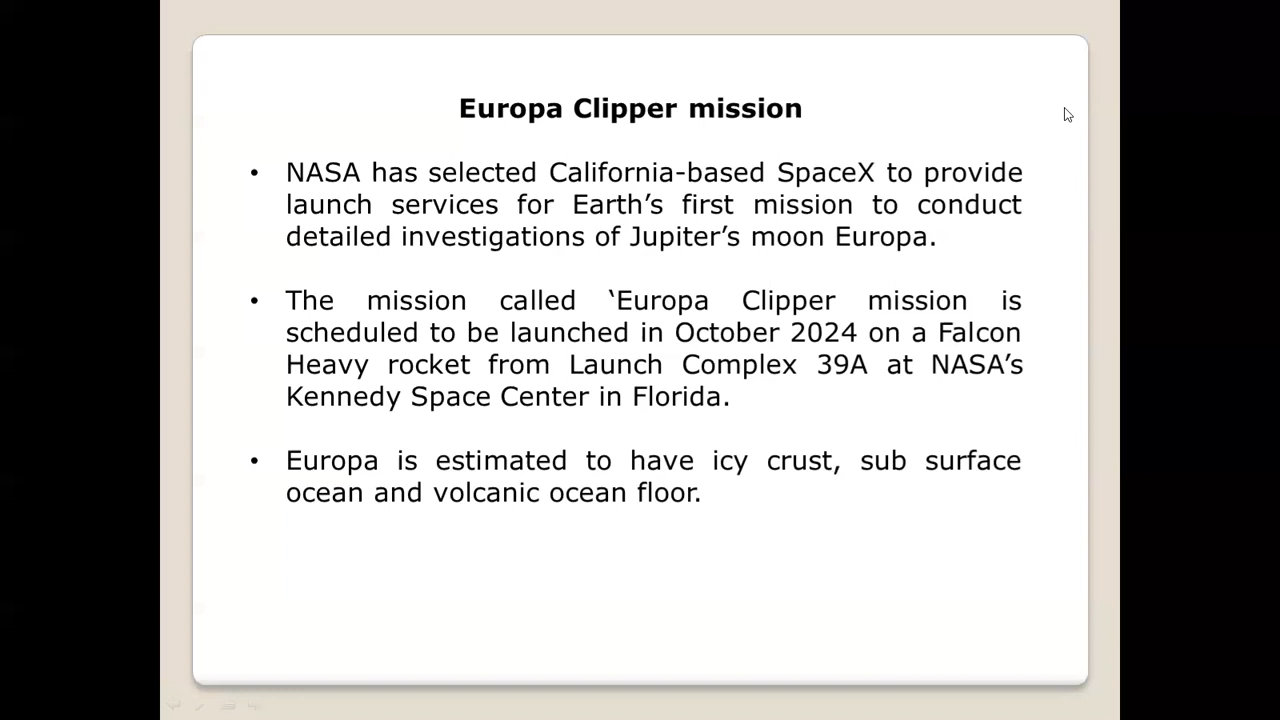 Europa Clipper mission
• NASA has selected California-based SpaceX to provide
launch services for Earth’s first mission to conduct
detailed investigations of Jupiter’s moon Europa.
• The mission called ‛Europa Clipper mission is
scheduled to be launched in October 2024 on a Falcon
Heavy rocket from Launch Complex 39A at NASA’s
Kennedy Space Center in Florida.
• Europa is estimated to have icy crust, sub surface
ocean and volcanic ocean floor.